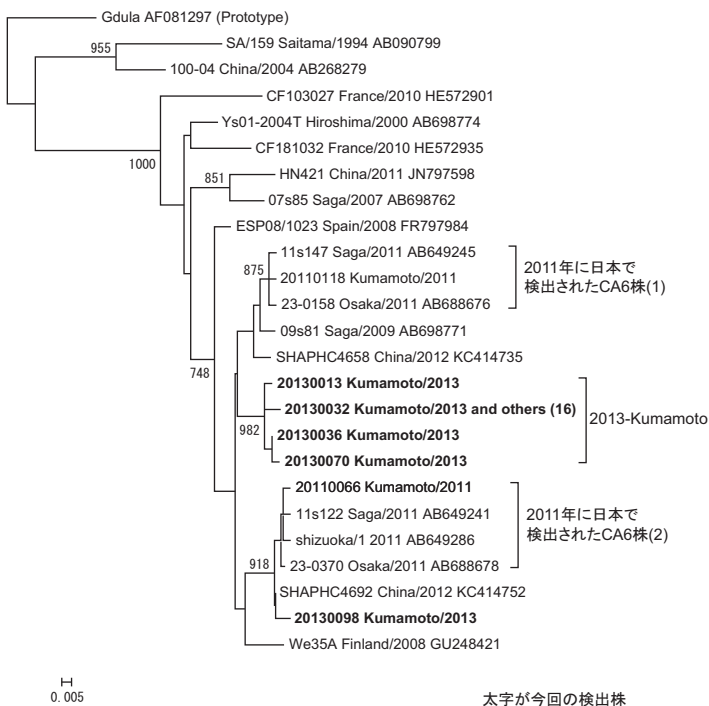 Gdula AF081297 (Prototype)
955
SA/159 Saitama/1994 AB090799
100-04 China/2004 AB268279
CF103027 France/2010 HE572901
Ys01-2004T Hiroshima/2000 AB698774
1000
CF181032 France/2010 HE572935
851
HN421 China/2011 JN797598
07s85 Saga/2007 AB698762
ESP08/1023 Spain/2008 FR797984
11s147 Saga/2011 AB649245
875
20110118 Kumamoto/2011
23-0158 Osaka/2011 AB688676
2011年に日本で
検出されたCA6株(1)
09s81 Saga/2009 AB698771
SHAPHC4658 China/2012 KC414735
748
20130013 Kumamoto/2013
20130032 Kumamoto/2013 and others (16)
982
20130036 Kumamoto/2013
20130070 Kumamoto/2013
2013-Kumamoto
20110066 Kumamoto/2011
11s122 Saga/2011 AB649241
shizuoka/1 2011 AB649286
23-0370 Osaka/2011 AB688678
2011年に日本で
検出されたCA6株(2)
918
SHAPHC4692 China/2012 KC414752
20130098 Kumamoto/2013
We35A Finland/2008 GU248421
0.005
太字が今回の検出株